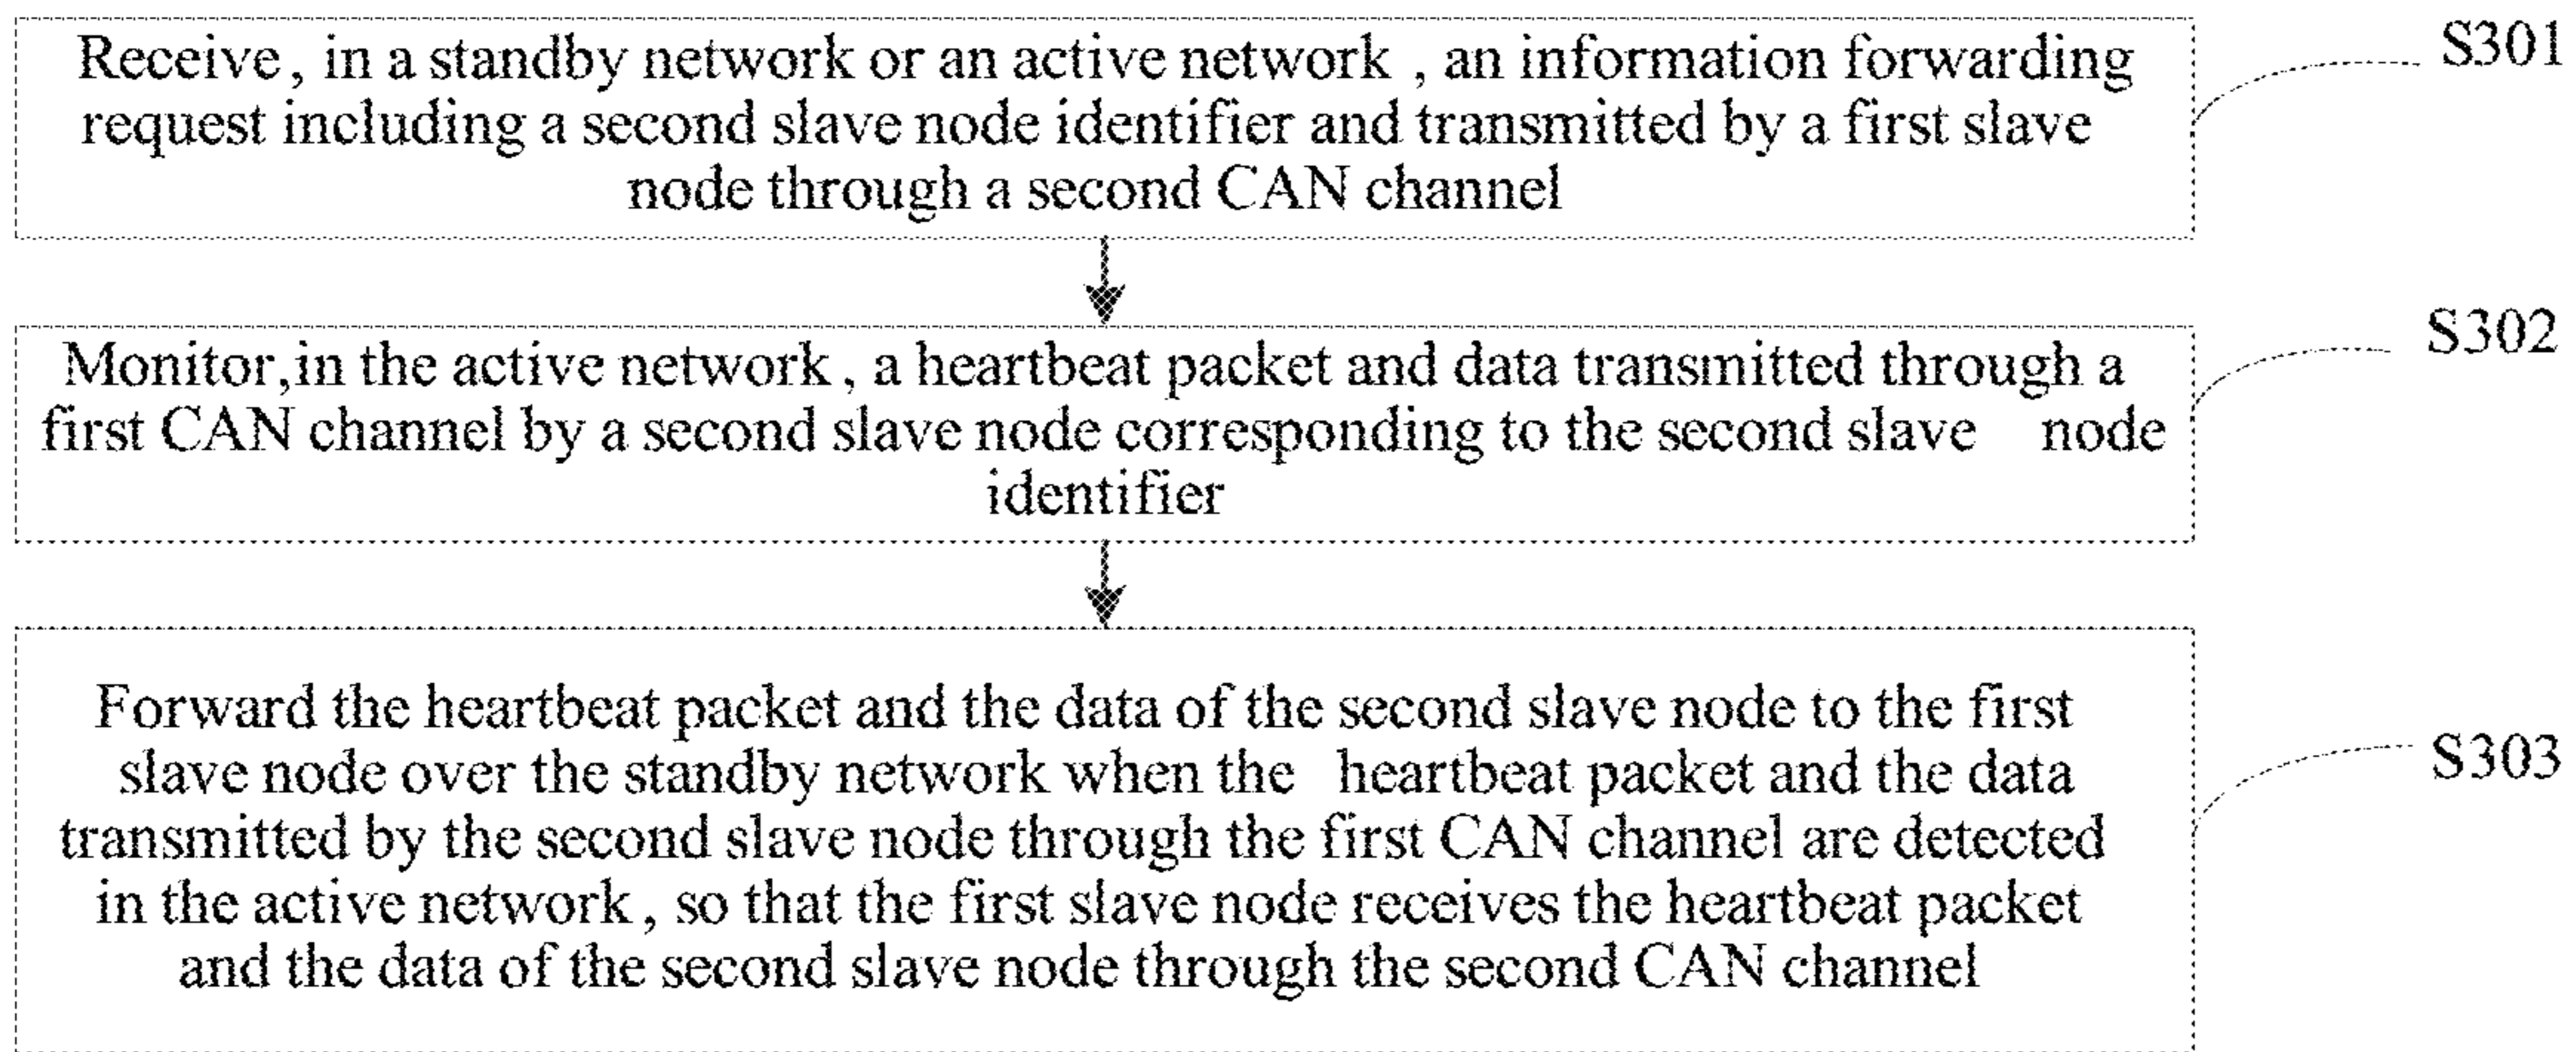 Receive, in a standby network or an active network , an information forwarding
request including a second slave node identifier and transmitted by a first slave
node through a second CAN channel
S301
Monitor,in the active network, a heartbeat packet and data transmitted through a
first CAN channel by a second slave node corresponding to the second slave node
identifier
S302
Forward the heartbeat packet and the data of the second slave node to the first
slave node over the standby network when the heartbeat packet and the data
transmitted by the second slave node through the first CAN channel are detected
in the active network, so that the first slave node receives the heartbeat packet
and the data of the second slave node through the second CAN channel
S303